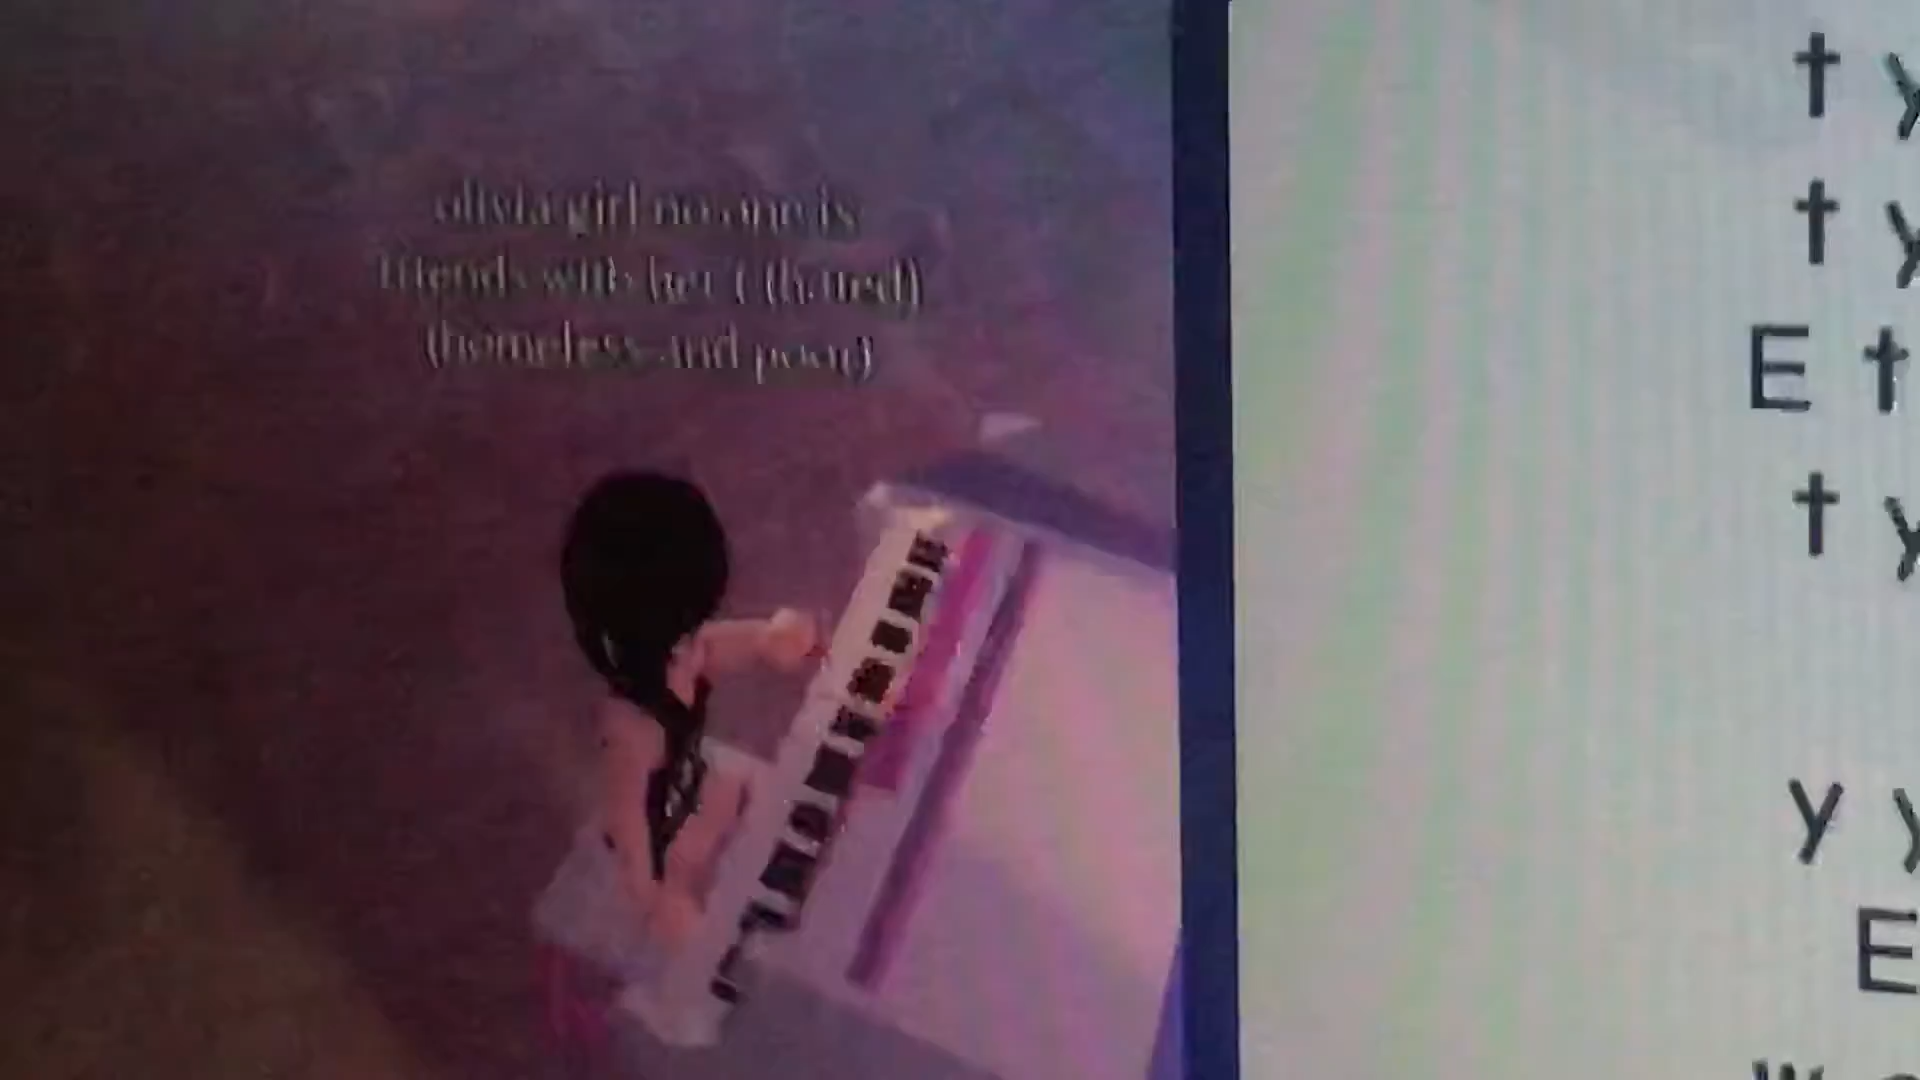 olivia girl no one is
friends with her :( (hated)
(homeless and poor)
t y
t y
E t
t y
y y
E
w